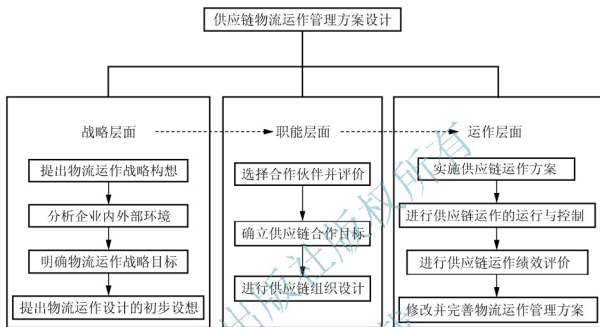 供应链物流运作管理方案设计
战略层面
职能层面
运作层面
提出物流运作战略构想
分析企业内外部环境
明确物流运作战略目标
提出物流运作设计的初步设想
选择合作伙伴并评价
确立供应链合作目标
进行供应链组织设计
实施供应链运作方案
进行供应链运作的运行与控制
进行供应链运作绩效评价
修改并完善物流运作管理方案
出版社版权所有